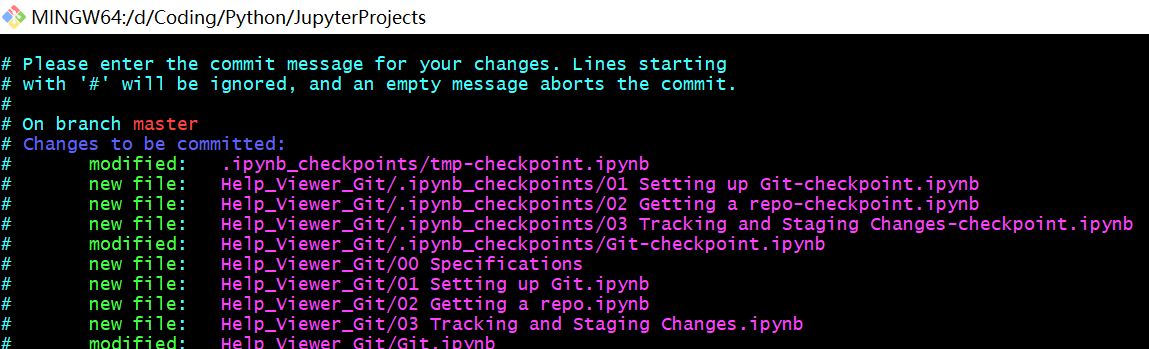 MINGW64:/d/Coding/Python/JupyterProjects
# Please enter the commit message for your changes. Lines starting
# with '#' will be ignored, and an empty message aborts the commit.
#
# On branch master
# Changes to be committed:
#       modified:   .ipynb_checkpoints/tmp-checkpoint.ipynb
#       new file:   Help_Viewer_Git/.ipynb_checkpoints/01 Setting up Git-checkpoint.ipynb
#       new file:   Help_Viewer_Git/.ipynb_checkpoints/02 Getting a repo-checkpoint.ipynb
#       new file:   Help_Viewer_Git/.ipynb_checkpoints/03 Tracking and Staging Changes-checkpoint.ipynb
#       modified:   Help_Viewer_Git/.ipynb_checkpoints/Git-checkpoint.ipynb
#       new file:   Help_Viewer_Git/00 Specifications
#       new file:   Help_Viewer_Git/01 Setting up Git.ipynb
#       new file:   Help_Viewer_Git/02 Getting a repo.ipynb
#       new file:   Help_Viewer_Git/03 Tracking and Staging Changes.ipynb
#       modified:   Help_Viewer_Git/Git.ipynb